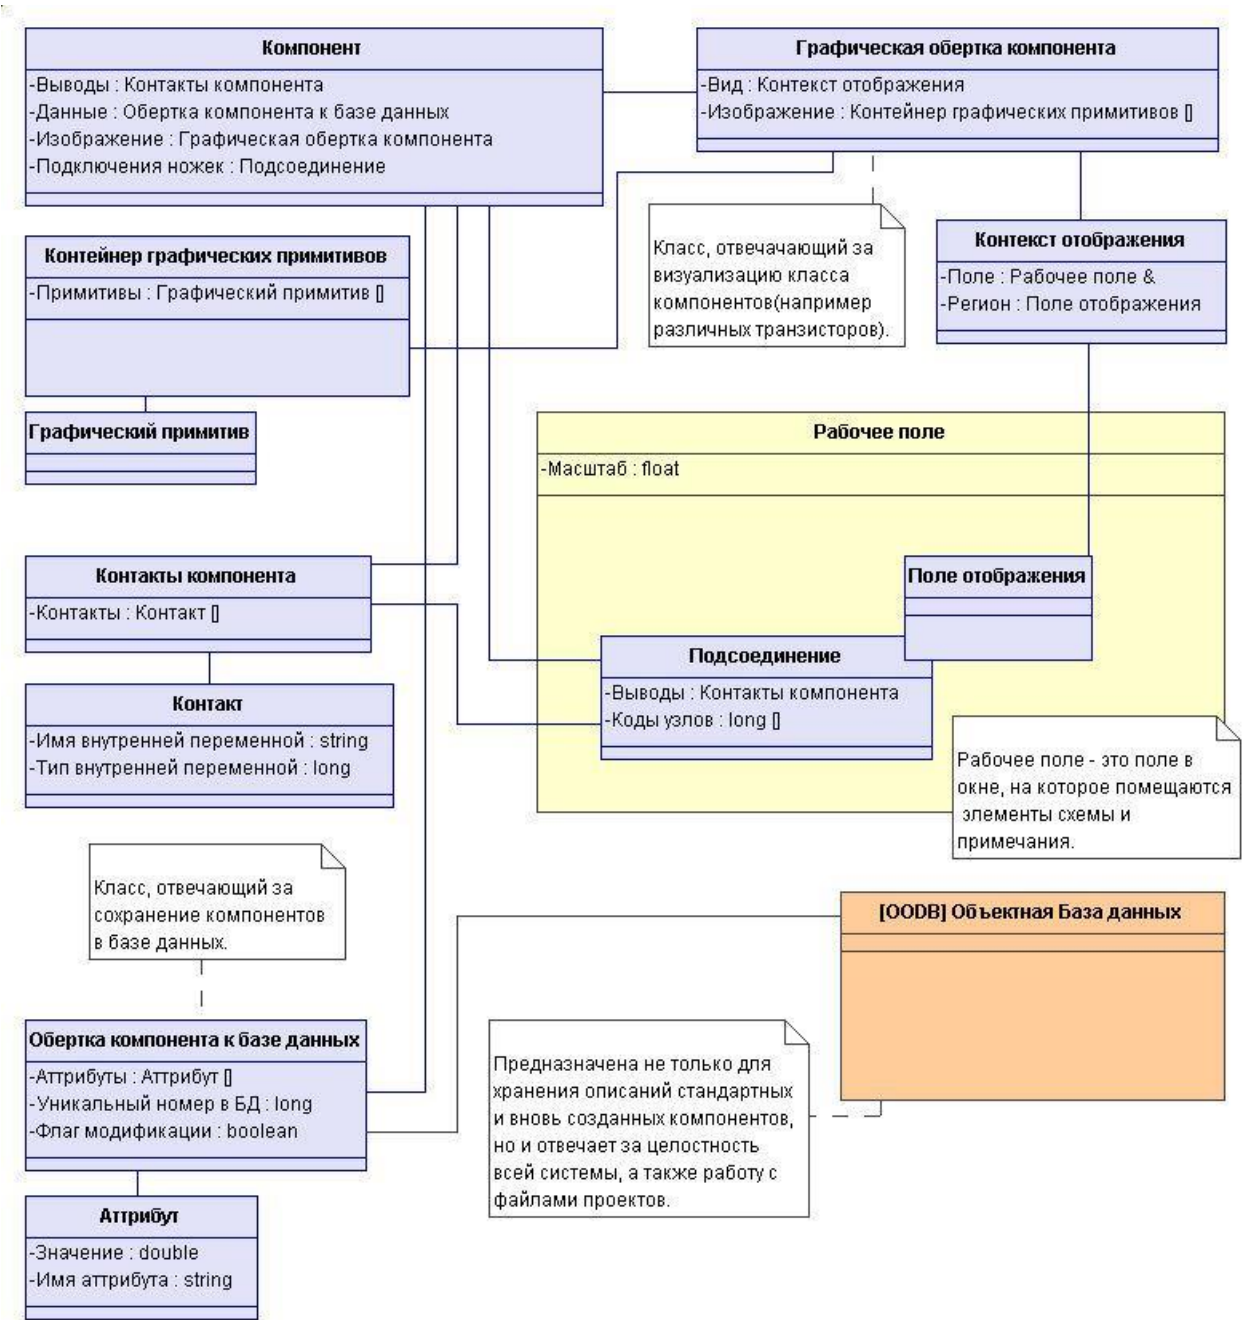 Компонент
-Выводы : Контакты компонента
-Данные : Обертка компонента к базе данных
-Изображение : Графическая обертка компонента
-Подключения ножек : Подсоединение
Графическая обертка компонента
-Вид : Контекст отображения
-Изображение : Контейнер графических примитивов []
Контейнер графических примитивов
-Примитивы : Графический примитив []
Класс, отвечачающий за
визуализацию класса
компонентов(например
различных транзисторов).
Контекст отображения
-Поле : Рабочее поле &
-Регион : Поле отображения
Графический примитив
Рабочее поле
-Масштаб : float
Контакты компонента
-Контакты : Контакт []
Поле отображения
Подсоединение
-Выводы : Контакты компонента
-Коды узлов : long []
Контакт
-Имя внутренней переменной : string
-Тип внутренней переменной : long
Рабочее поле - это поле в
окне, на которое помещаются
элементы схемы и
примечания.
Класс, отвечающий за
сохранение компонентов
в базе данных.
[OODB] Объектная База данных
Обертка компонента к базе данных
-Аттрибуты : Аттрибут []
-Уникальный номер в БД : long
-Флаг модификации : boolean
Предназначена не только для
хранения описаний стандартных
и вновь созданных компонентов,
но и отвечает за целостность
всей системы, а также работу с
файлами проектов.
Аттрибут
-Значение : double
-Имя аттрибута : string